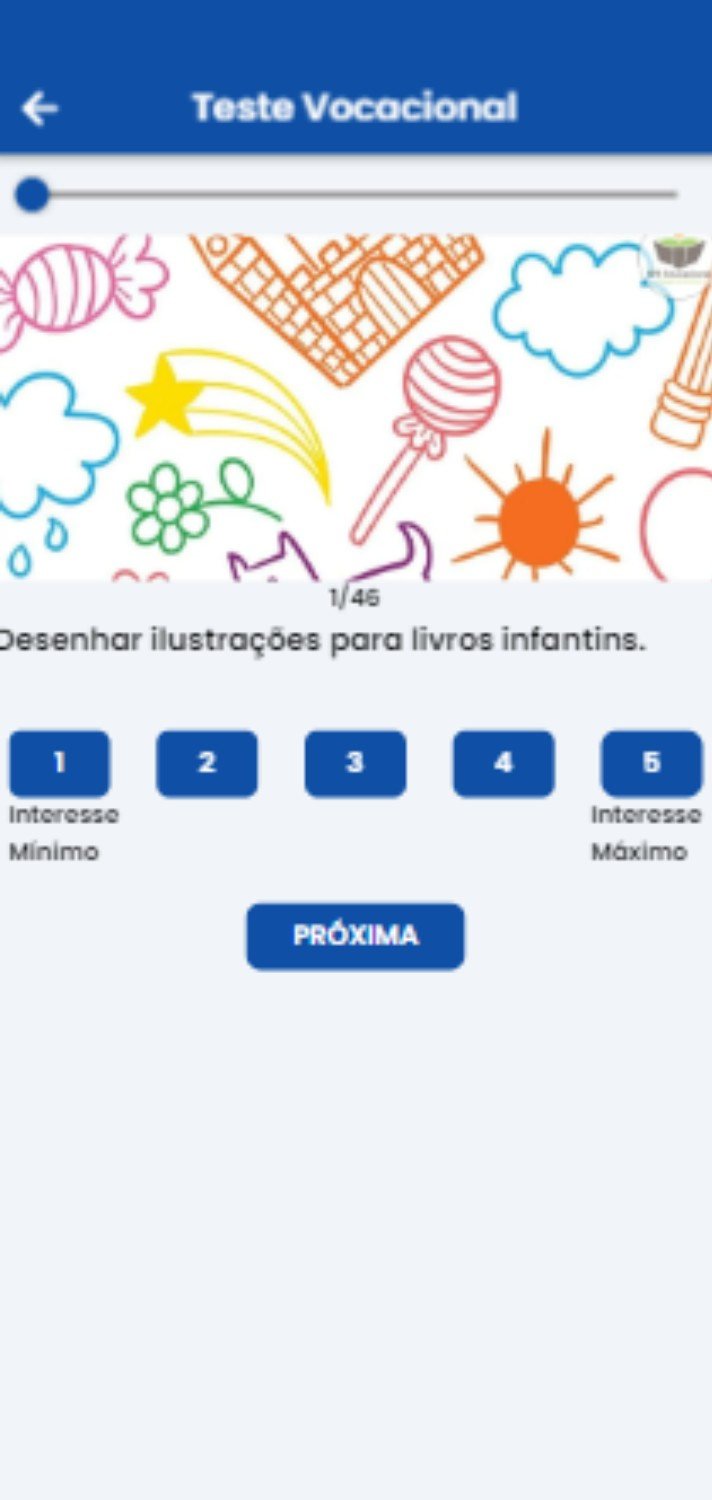 Teste Vocacional
1/46
Desenhar ilustrações para livros infantins.
1
2
3
4
5
Interesse Mínimo
Interesse Máximo
PRÓXIMA